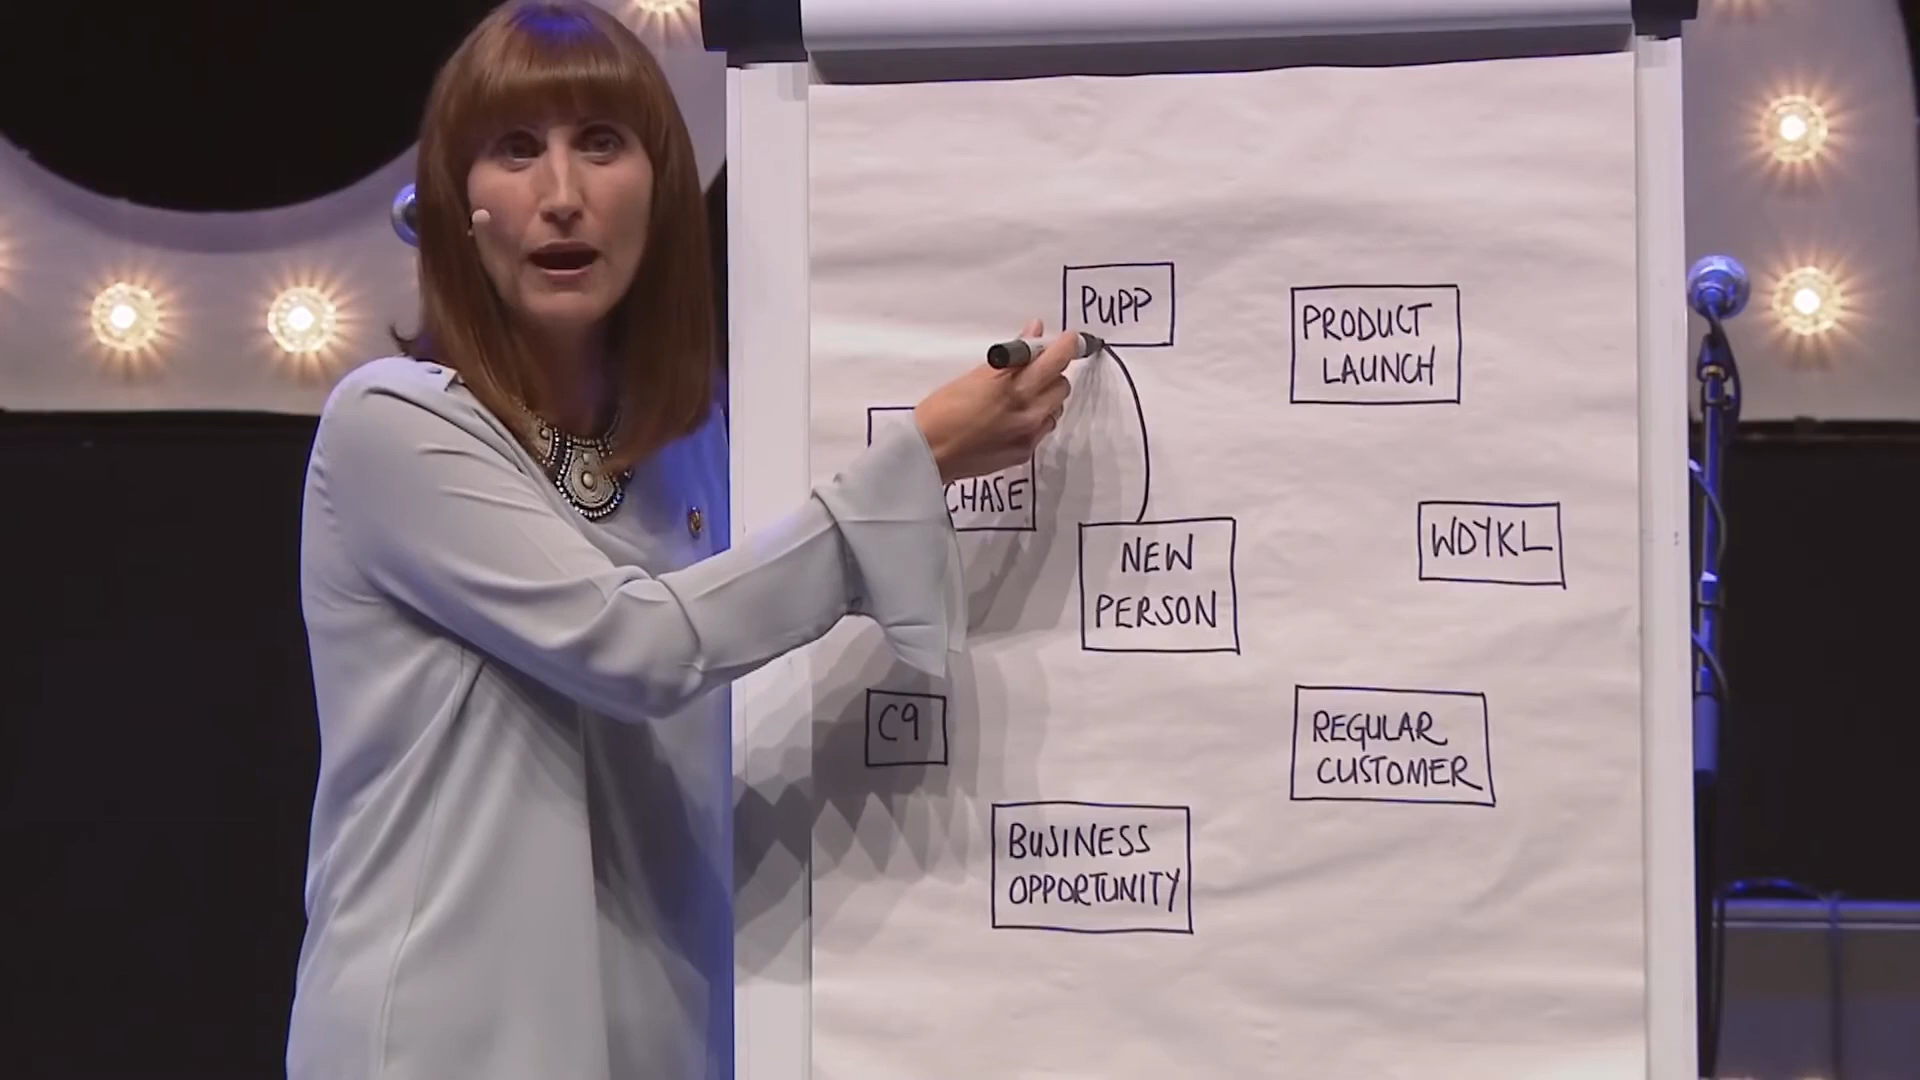 PUPP
PRODUCT
LAUNCH
CHASE
NEW
PERSON
WDYKL
C9
REGULAR
CUSTOMER
BUSINESS
OPPORTUNITY